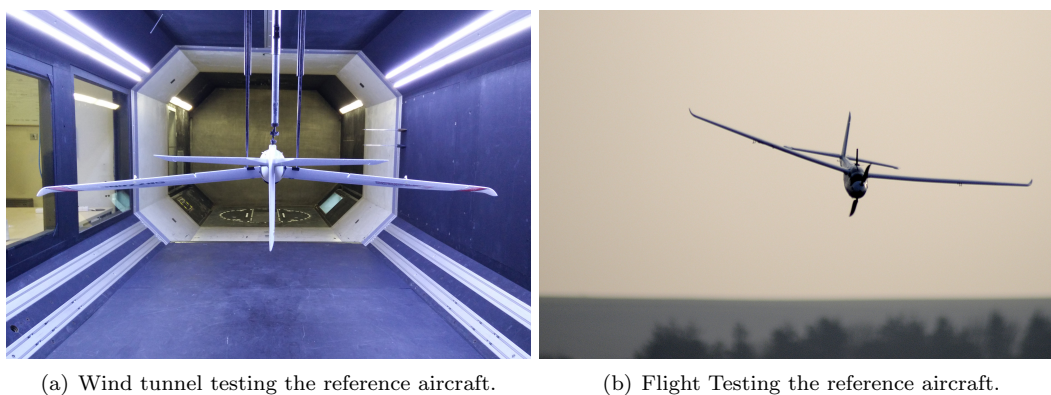 (a) Wind tunnel testing the reference aircraft.
(b) Flight Testing the reference aircraft.